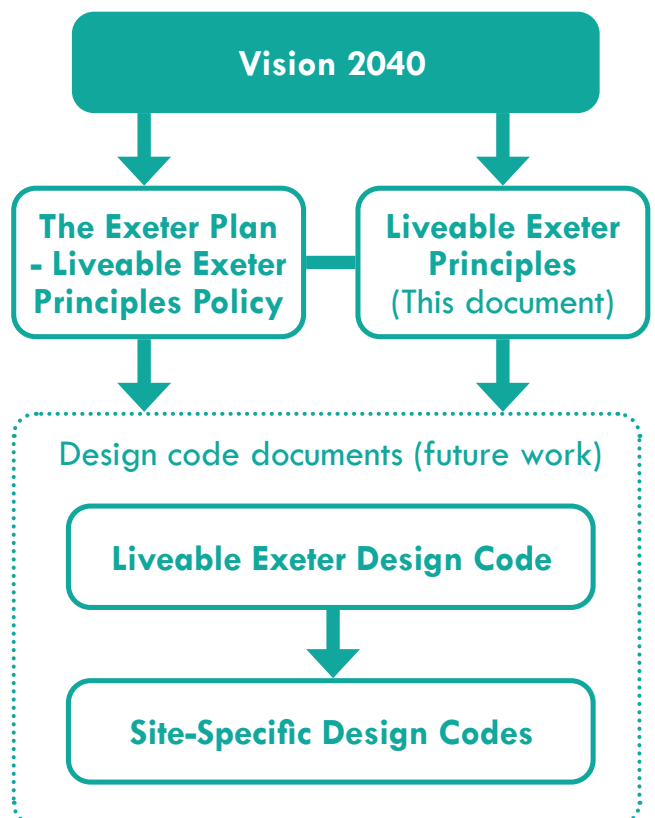 Vision 2040
The Exeter Plan
- Liveable Exeter
Principles Policy
Liveable Exeter
Principles
(This document)
Design code documents (future work)
Liveable Exeter Design Code
Site-Specific Design Codes